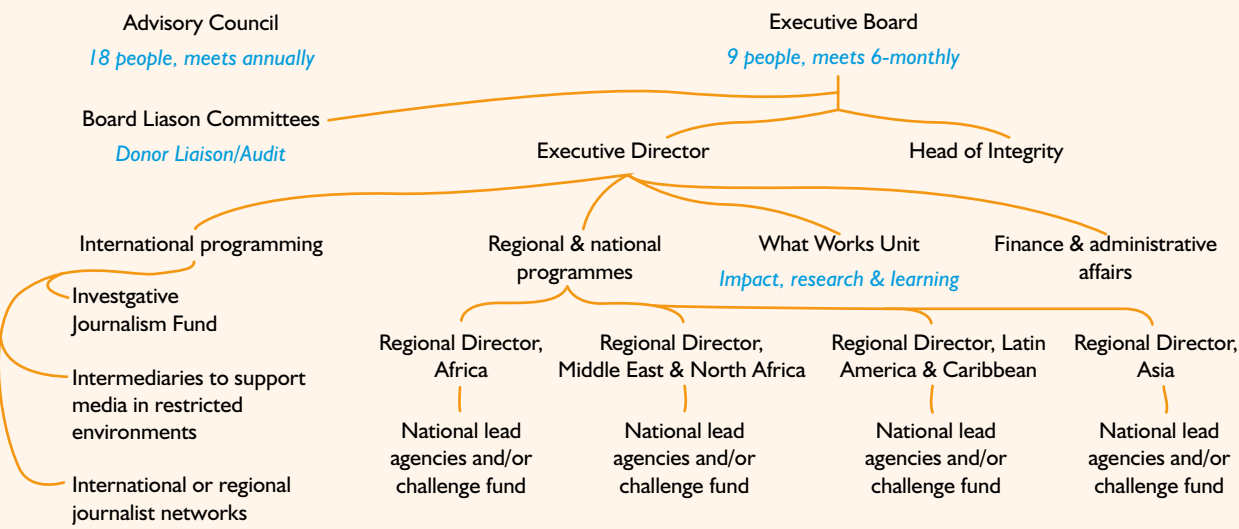 Advisory Council
18 people, meets annually
Executive Board
9 people, meets 6-monthly
Board Liason Committees
Donor Liaison/Audit
Executive Director
Head of Integrity
International programming
Regional & national
programmes
What Works Unit
Impact, research & learning
Finance & administrative
affairs
Investgative
Journalism Fund
Intermediaries to support
media in restricted
environments
International or regional
journalist networks
Regional Director,
Africa
Regional Director,
Middle East & North Africa
Regional Director, Latin
America & Caribbean
Regional Director,
Asia
National lead
agencies and/or
challenge fund
National lead
agencies and/or
challenge fund
National lead
agencies and/or
challenge fund
National lead
agencies and/or
challenge fund